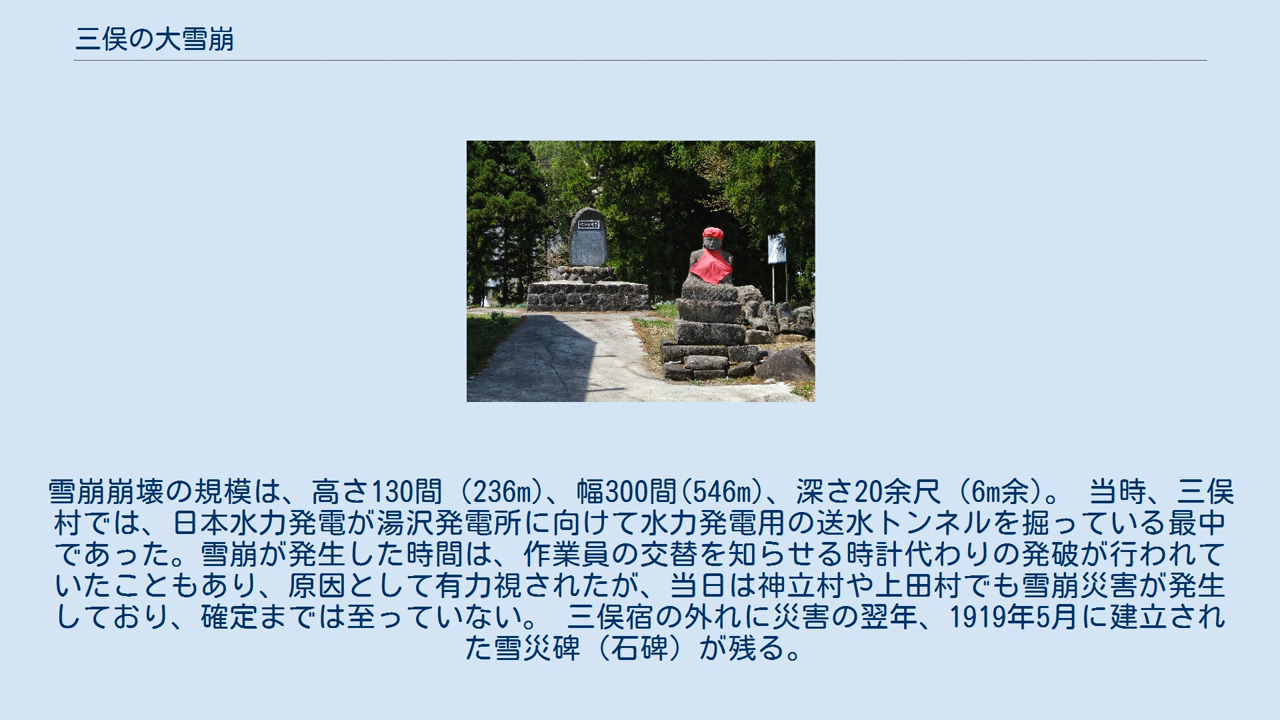 三俣の大雪崩
雪崩崩壊の規模は、高さ130間（236m)、幅300間(546m)、深さ20余尺（6m余)。 当時、三俣
村では、日本水力発電が湯沢発電所に向けて水力発電用の送水トンネルを掘っている最中
であった。雪崩が発生した時間は、作業員の交替を知らせる時計代わりの発破が行われて
いたこともあり、原因として有力視されたが、当日は神立村や上田村でも雪崩災害が発生
しており、確定までは至っていない。 三俣宿の外れに災害の翌年、1919年5月に建立され
た雪災碑（石碑）が残る。